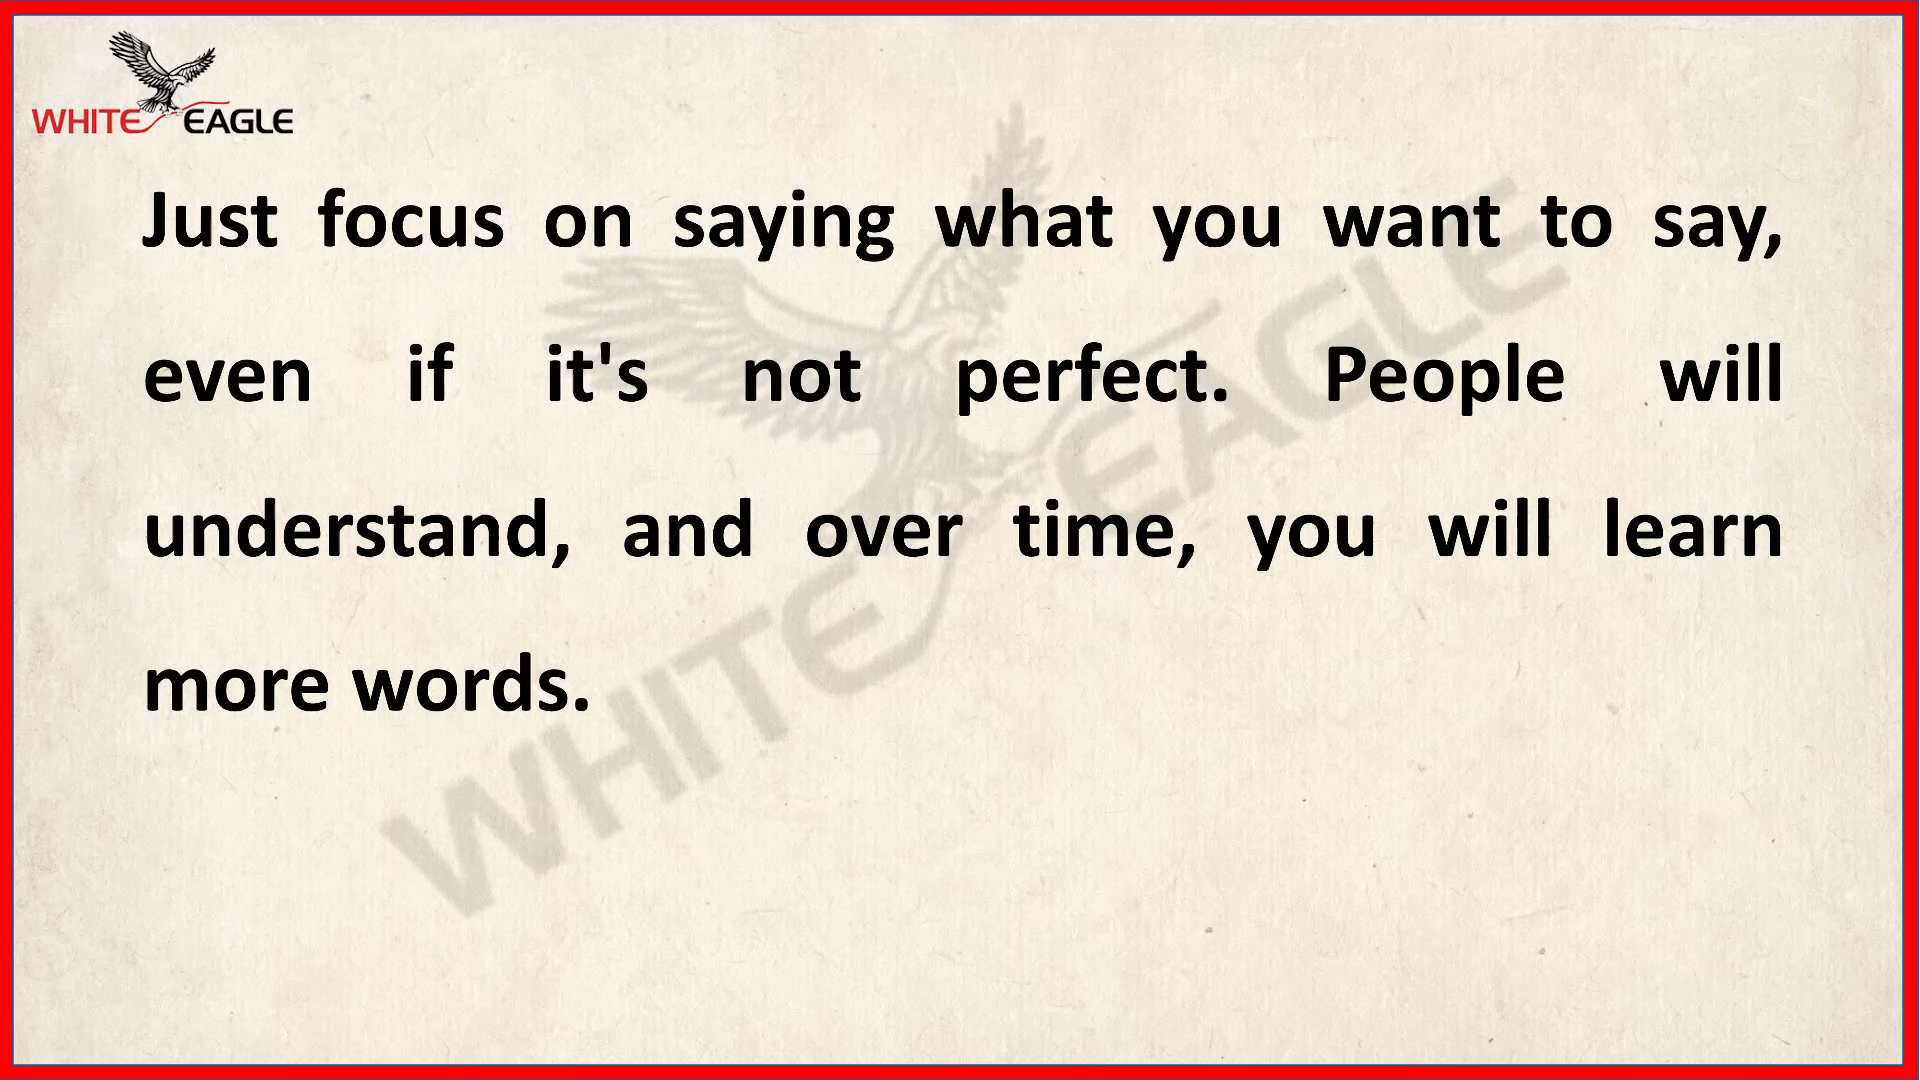 WHITE EAGLE
Just focus on saying what you want to say,
even if it's not perfect. People will
understand, and over time, you will learn
more words.
WHITE EAGLE